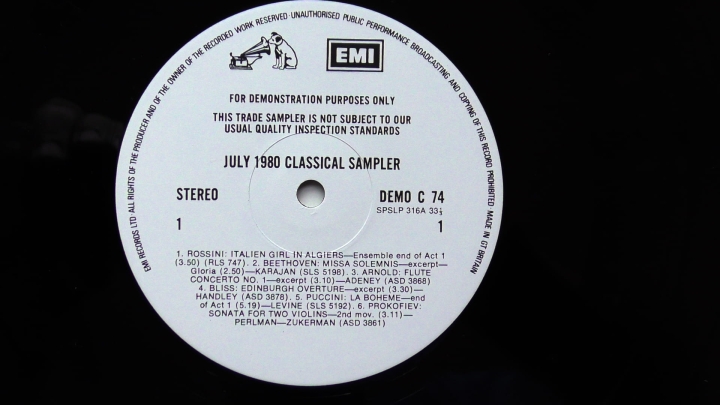 EMI RECORDS LTD · ALL RIGHTS OF THE PRODUCER AND OF THE OWNER OF THE RECORDED WORK RESERVED · UNAUTHORISED PUBLIC PERFORMANCE BROADCASTING AND COPYING OF THIS RECORD PROHIBITED MADE IN GT BRITAIN
EMI
FOR DEMONSTRATION PURPOSES ONLY
THIS TRADE SAMPLER IS NOT SUBJECT TO OUR
USUAL QUALITY INSPECTION STANDARDS
JULY 1980 CLASSICAL SAMPLER
STEREO DEMO C 74
SPSLP 316A 33⅓
1 1
1. ROSSINI: ITALIEN GIRL IN ALGIERS—Ensemble end of Act 1
(3.50) (RLS 747). 2. BEETHOVEN: MISSA SOLEMNIS—excerpt—
Gloria (2.50)—KARAJAN (SLS 5198). 3. ARNOLD: FLUTE
CONCERTO NO. 1—excerpt (3.10)—ADENEY (ASD 3868)
4. BLISS: EDINBURGH OVERTURE—excerpt (3.30)—
HANDLEY (ASD 3878). 5. PUCCINI: LA BOHEME—end
of Act 1 (5.19)—LEVINE (SLS 5192). 6. PROKOFIEV:
SONATA FOR TWO VIOLINS—2nd mov. (3.11)—
PERLMAN—ZUKERMAN (ASD 3861)